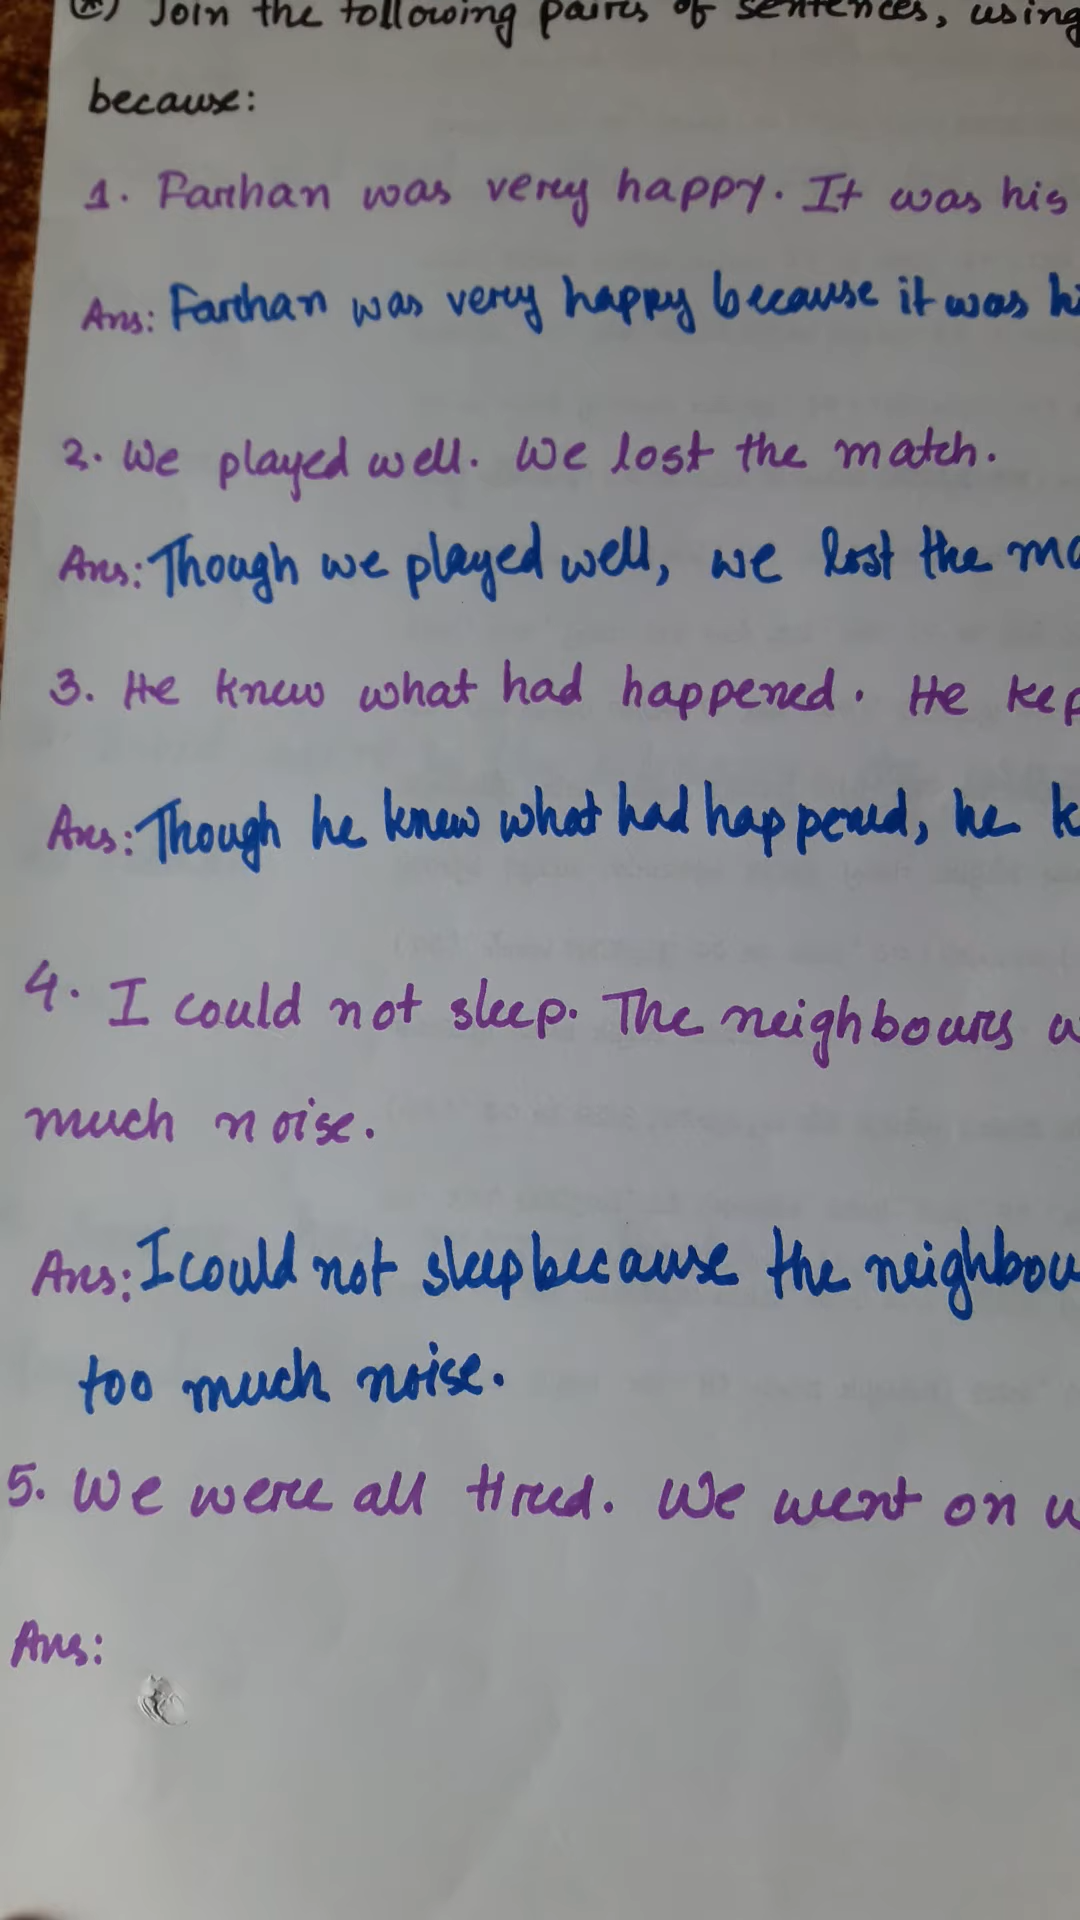 Join the following pairs of sentences, using
because:
1. Farhan was very happy. It was his
Ans: Farhan was very happy because it was
2. We played well. We lost the match.
Ans: Though we played well, we lost the
3. He knew what had happened. He
Ans: Though he knew what had happened, he
4. I could not sleep. The neighbours
much noise.
Ans: I could not sleep because the
too much noise.
5. We were all tired. We went on
Ans: